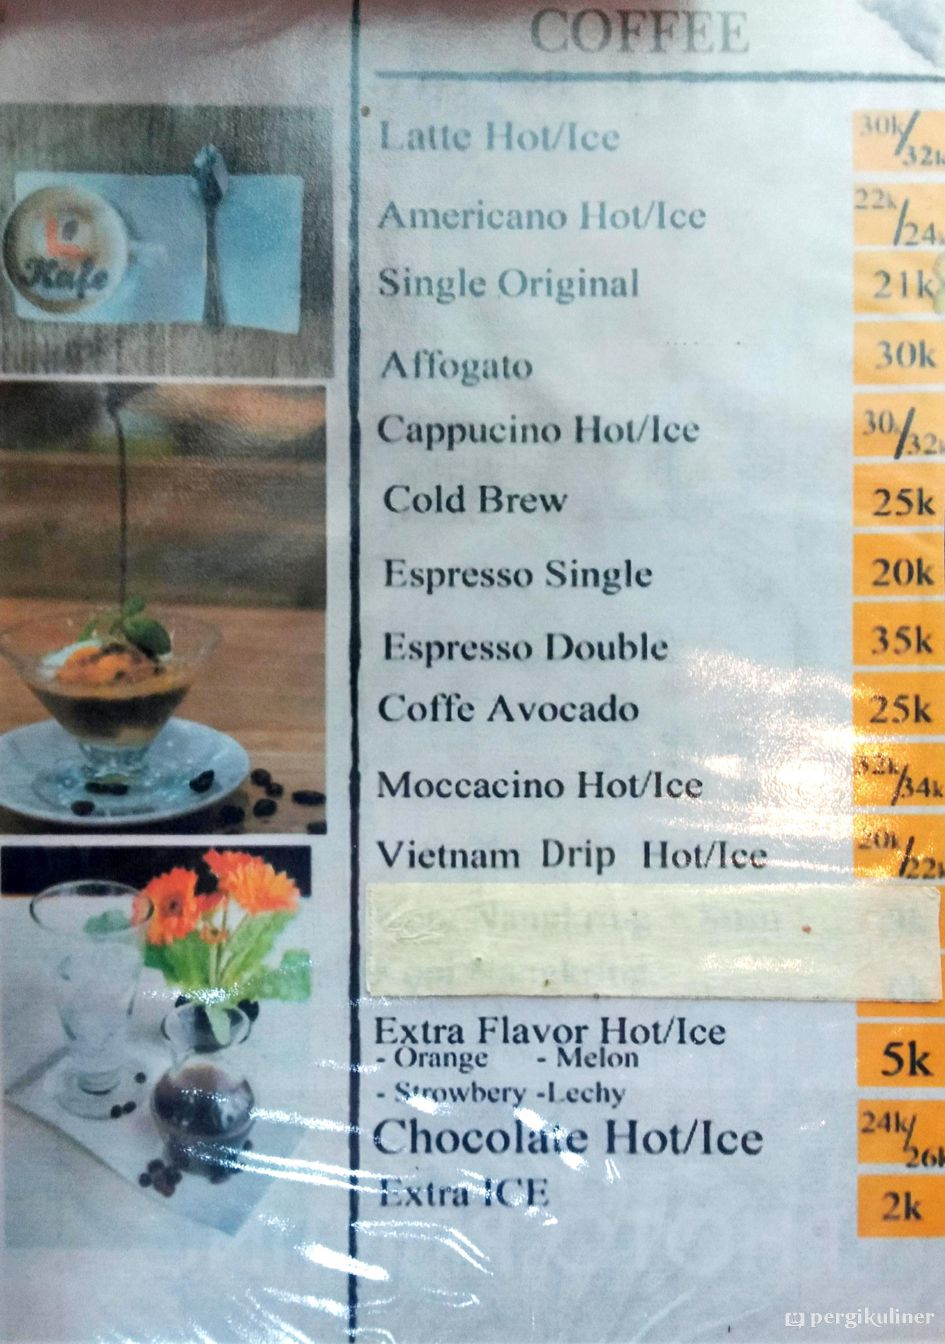 COFFEE
Latte Hot/Ice 30k/32k
Americano Hot/Ice 22k/24k
Single Original 21k
Affogato 30k
Kafe
Cappucino Hot/Ice 30k/32k
Cold Brew 25k
Espresso Single 20k
Espresso Double 35k
Coffe Avocado 25k
Moccacino Hot/Ice 32k/34k
Vietnam Drip Hot/Ice 20k/22k
Extra Flavor Hot/Ice 5k
- Orange - Melon
- Strowbery -Lechy
Chocolate Hot/Ice 24k/26k
Extra ICE 2k
pergikuliner